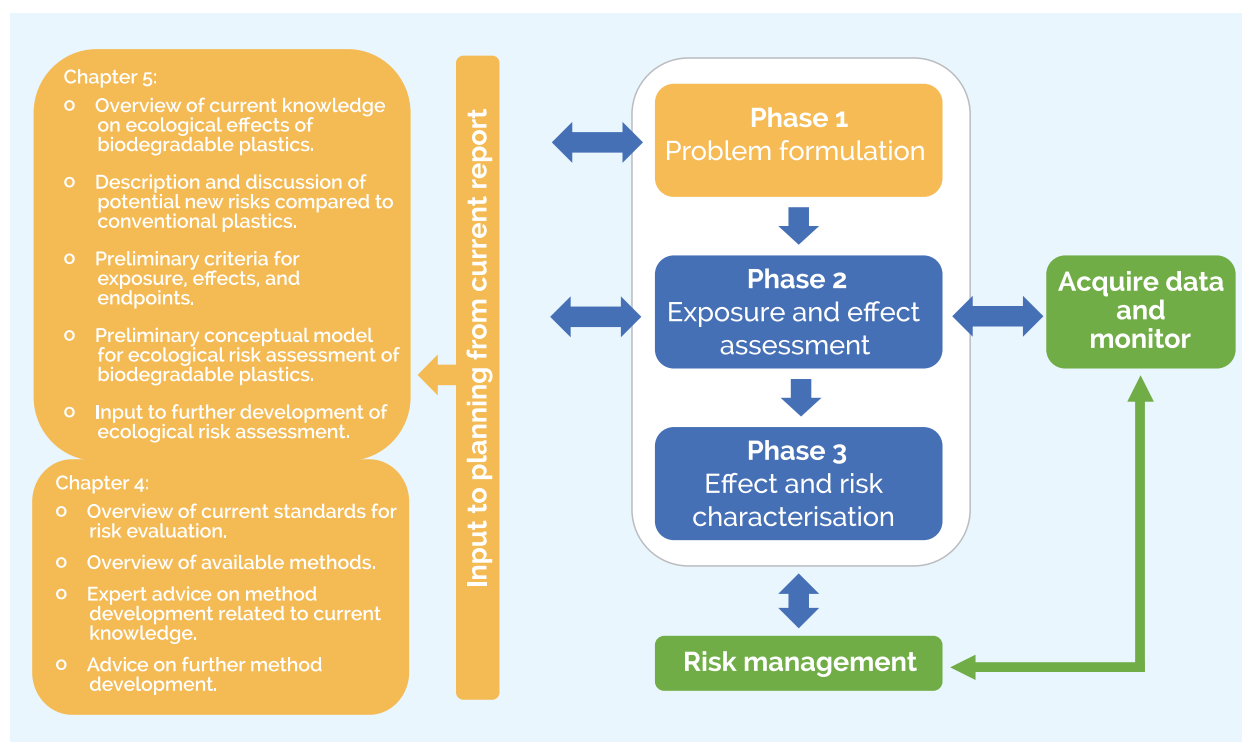 Chapter 5:
o Overview of current knowledge
on ecological effects of
biodegradable plastics.
o Description and discussion of
potential new risks compared to
conventional plastics.
o Preliminary criteria for
exposure, effects, and
endpoints.
o Preliminary conceptual model
for ecological risk assessment of
biodegradable plastics.
o Input to further development of
ecological risk assessment.
Chapter 4:
o Overview of current standards for
risk evaluation.
o Overview of available methods.
o Expert advice on method
development related to current
knowledge.
o Advice on further method
development.
Input to planning from current report
Phase 1
Problem formulation
Phase 2
Exposure and effect
assessment
Phase 3
Effect and risk
characterisation
Risk management
Acquire data
and
monitor